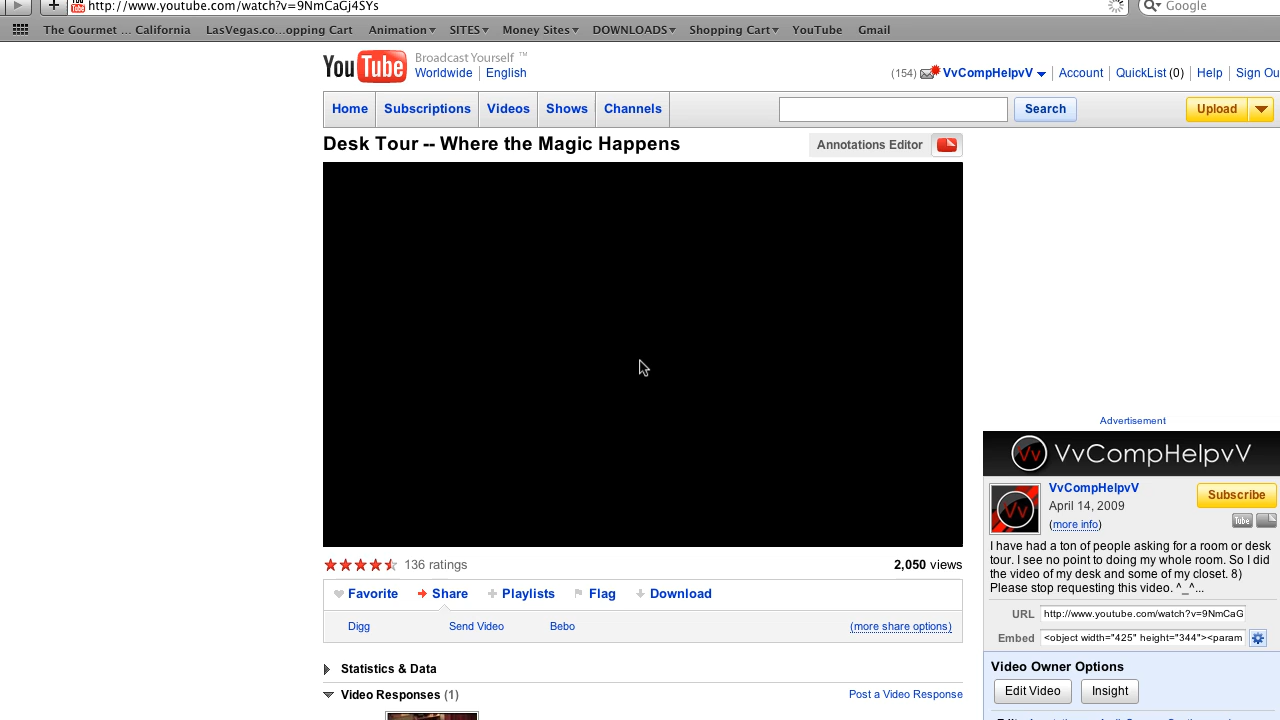 http://www.youtube.com/watch?v=9NmCaGj4SYs
Google
The Gourmet ... California LasVegas.co...opping Cart Animation SITES Money Sites DOWNLOADS Shopping Cart YouTube Gmail
YouTube Broadcast Yourself ™
Worldwide English
(154) VvCompHelpvV Account QuickList (0) Help Sign Ou
Home Subscriptions Videos Shows Channels Search Upload
Desk Tour -- Where the Magic Happens
Annotations Editor
Advertisement
Vv VvCompHelpvV
Vv
VvCompHelpvV
April 14, 2009
(more info)
Subscribe
Tube
I have had a ton of people asking for a room or desk
tour. I see no point to doing my whole room. So I did
the video of my desk and some of my closet. 8)
Please stop requesting this video. ^_^...
URL http://www.youtube.com/watch?v=9NmCaG
Embed <object width="425" height="344"><param
Video Owner Options
Edit Video Insight
136 ratings
2,050 views
Favorite Share Playlists Flag Download
Digg Send Video Bebo (more share options)
Statistics & Data
Video Responses (1)
Post a Video Response